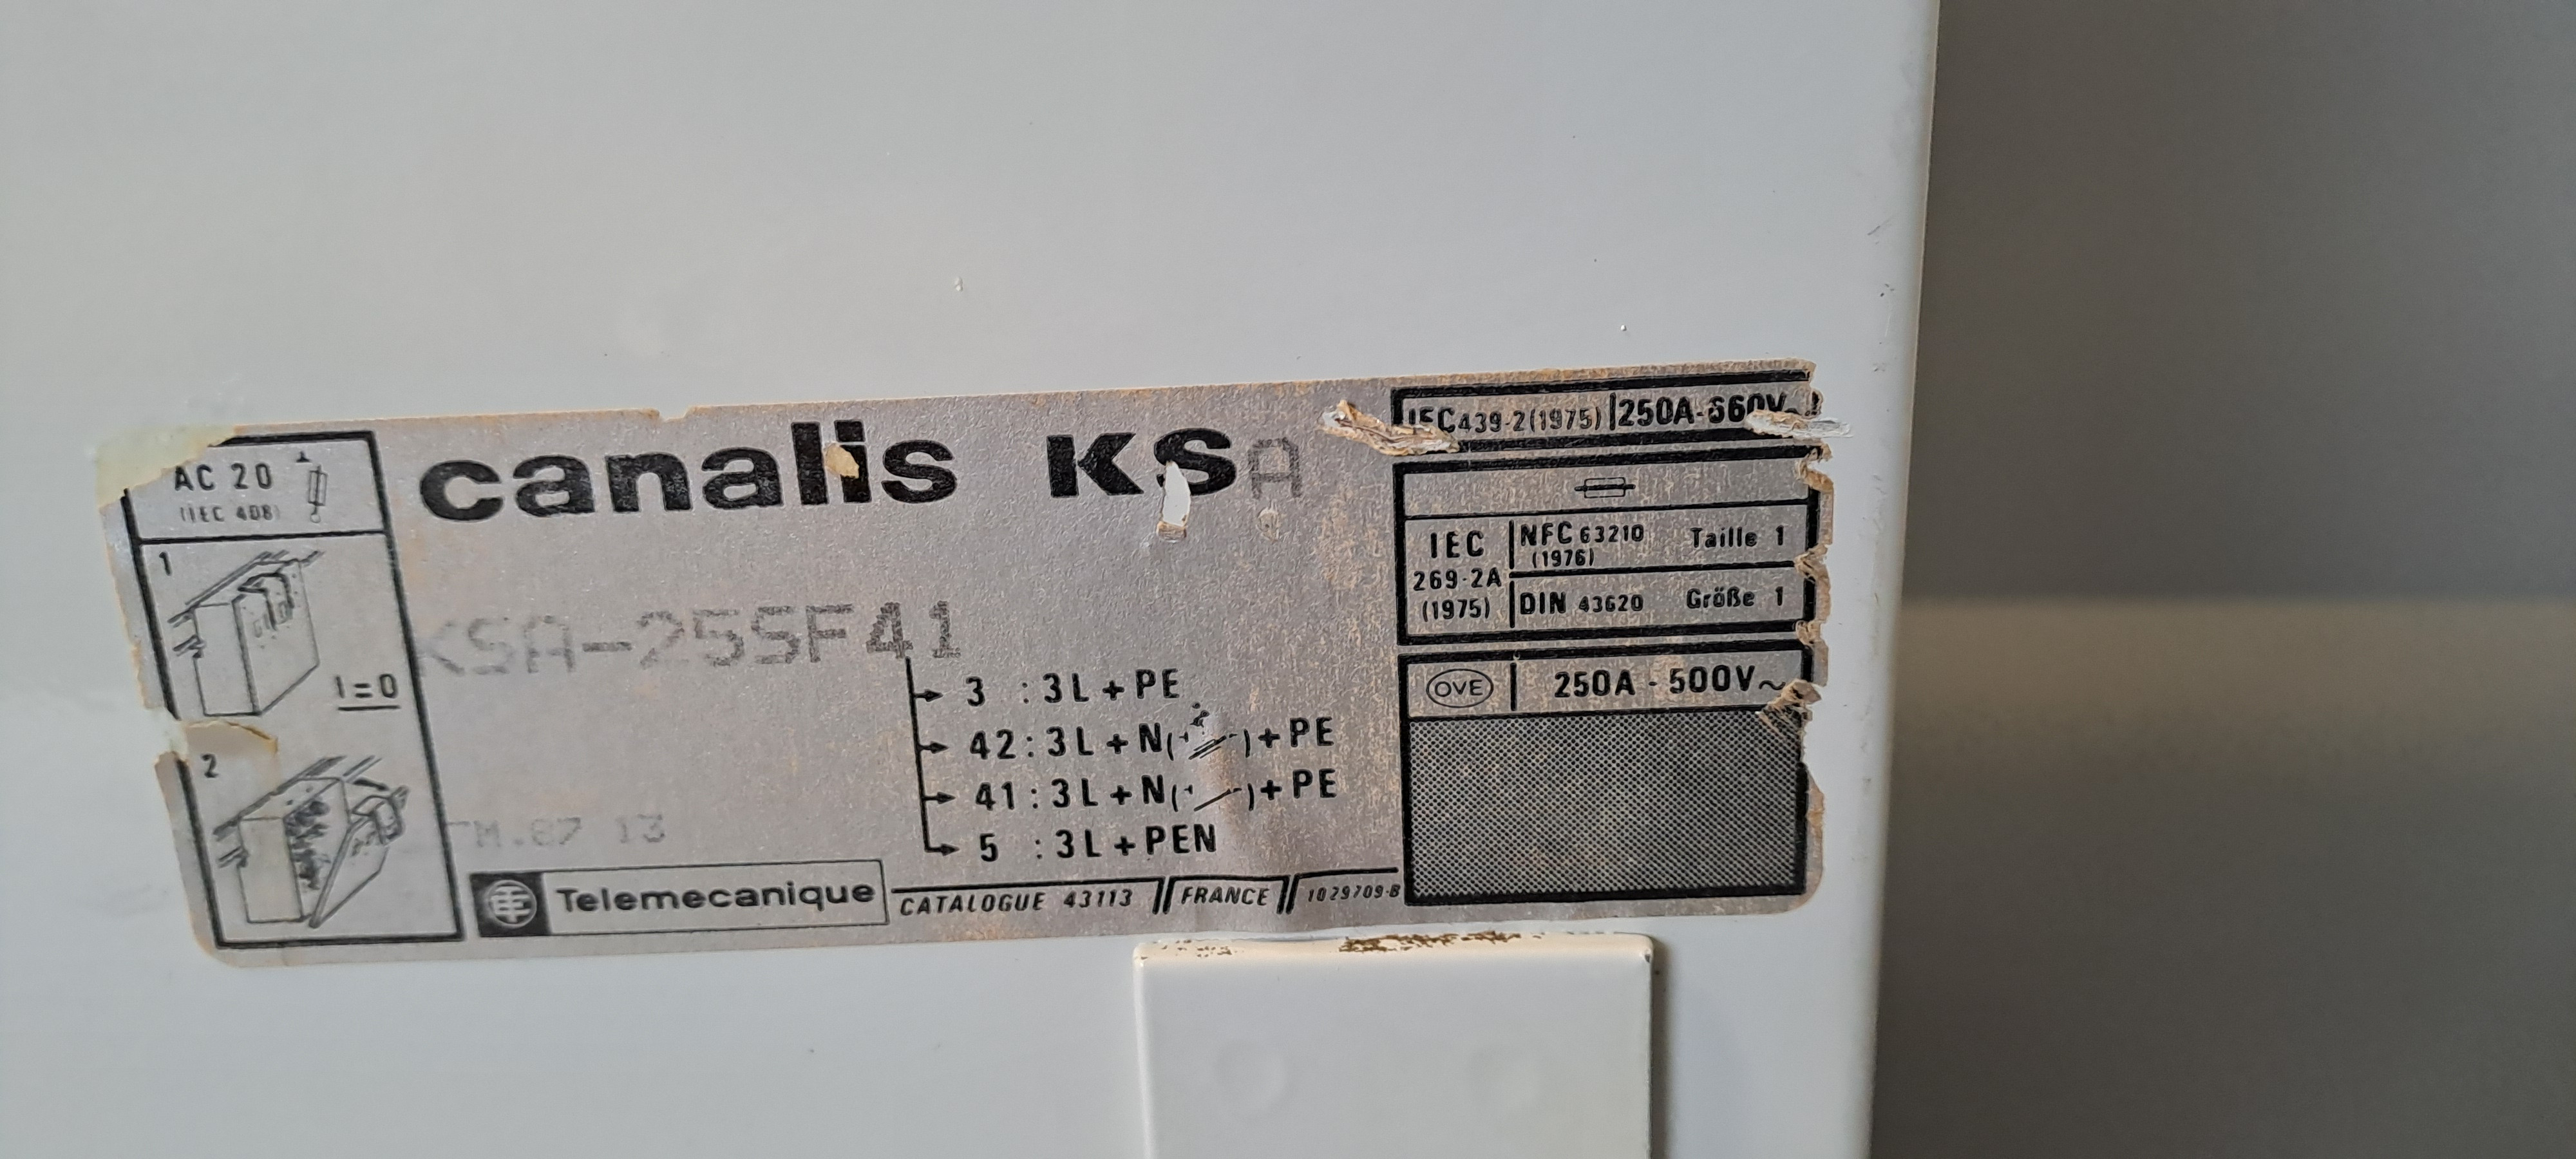 AC 20
(IEC 408)
1
I=0
2
canalis KSA
KSA-25SF41
3 : 3L + PE
42 : 3L + N( ) + PE
41 : 3L + N( ) + PE
5 : 3L + PEN
87 13
Telemecanique
CATALOGUE 43113 // FRANCE // 1029709-B
IEC 439-2 (1975) | 250A-660V~
IEC
269-2A
(1975)
NFC 63210
(1976)
Taille 1
DIN 43620 Größe 1
OVE | 250A - 500V~